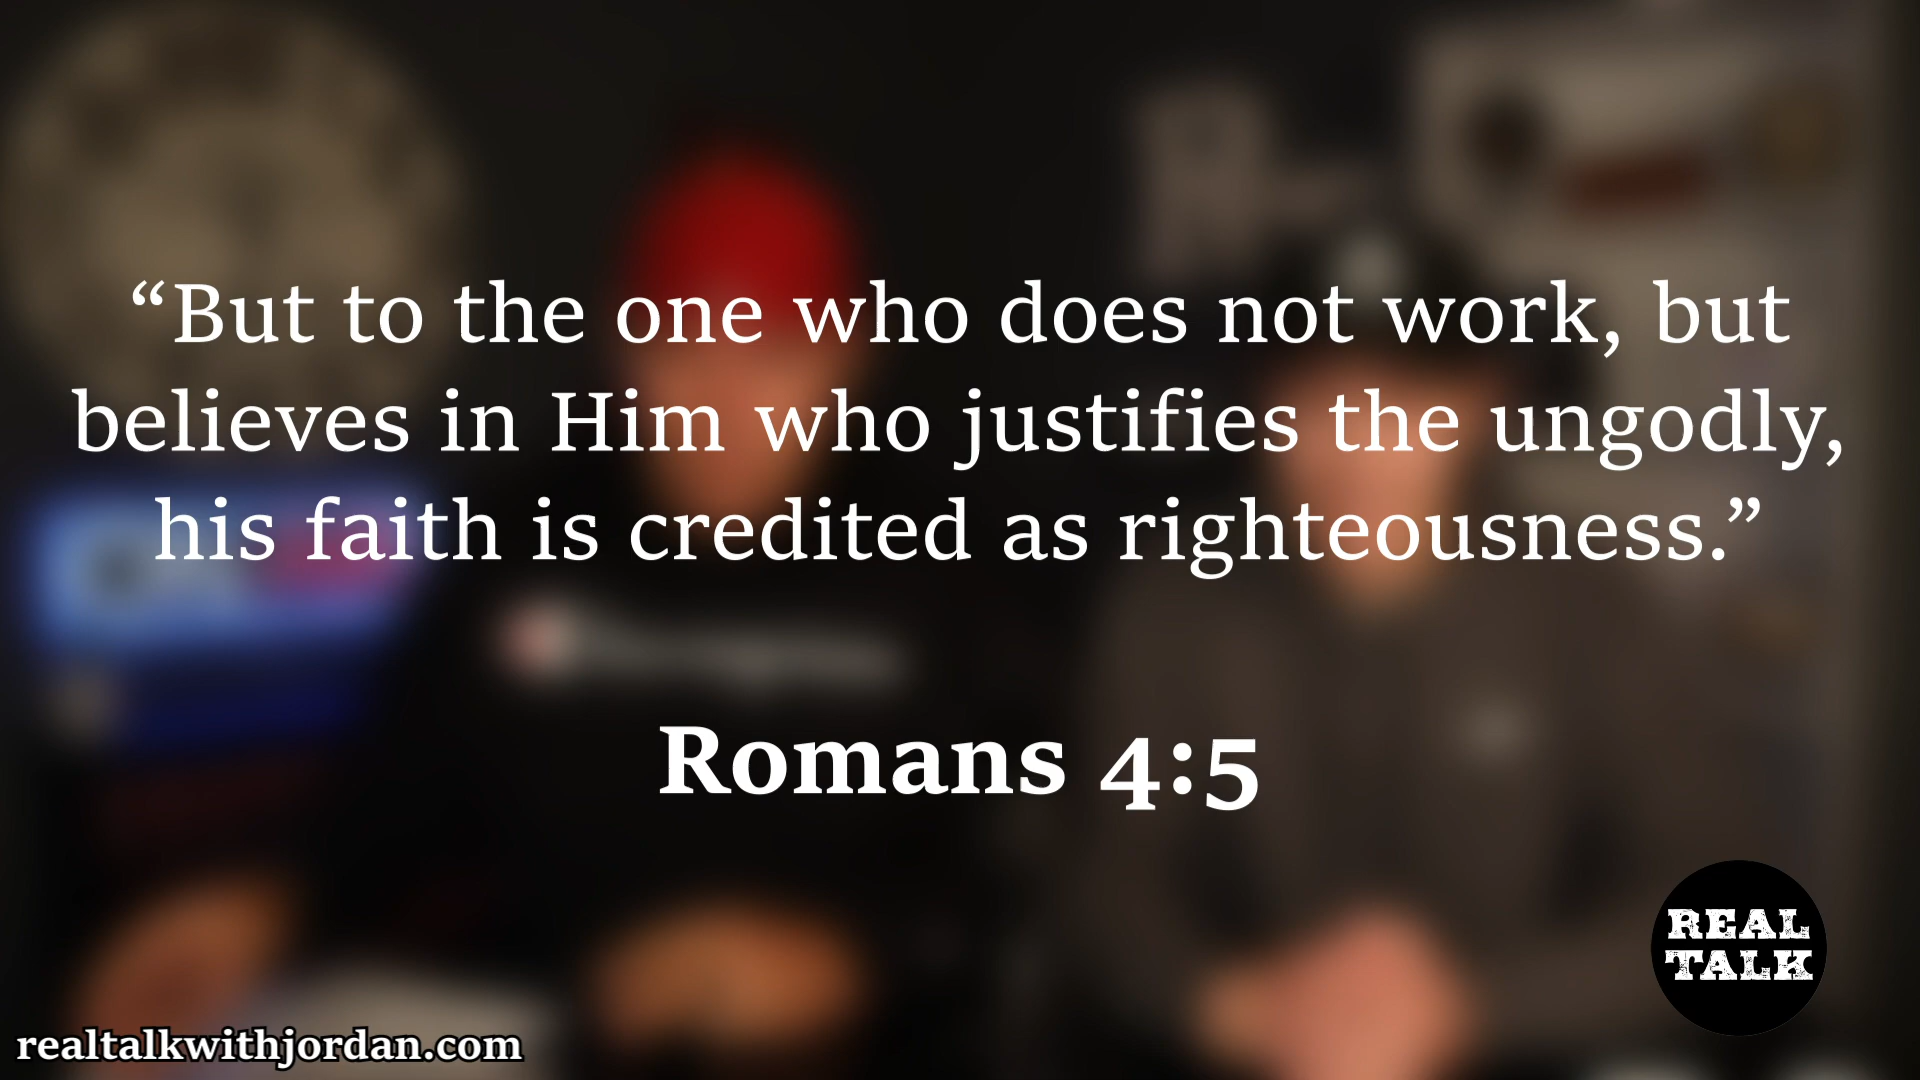 “But to the one who does not work, but
believes in Him who justifies the ungodly,
his faith is credited as righteousness.”
Romans 4:5
REAL
TALK
realtalkwithjordan.com